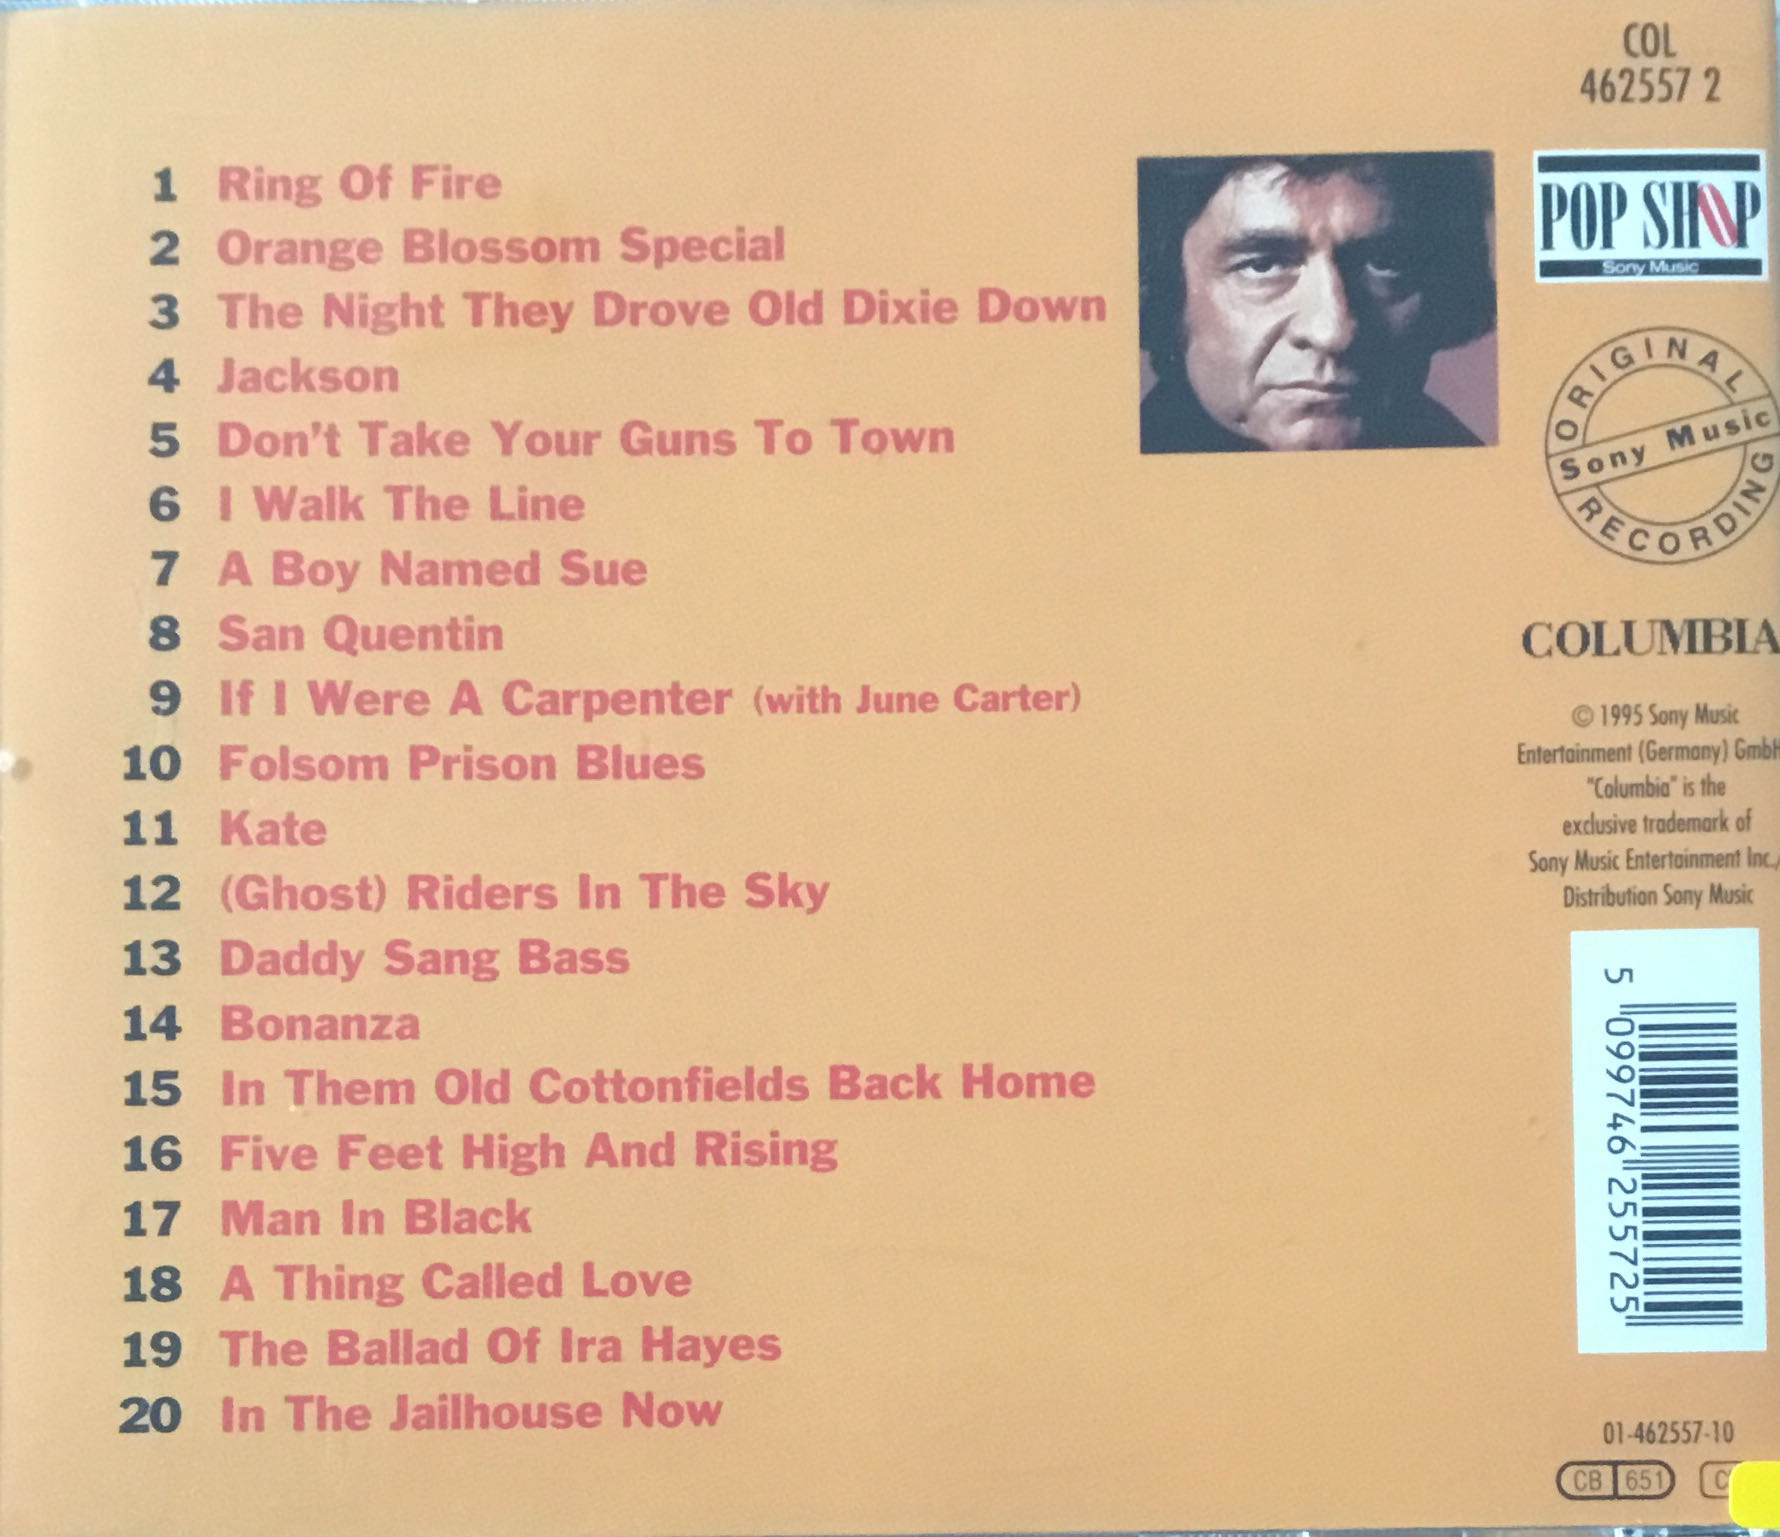 COL
462557 2
1 Ring Of Fire
2 Orange Blossom Special
3 The Night They Drove Old Dixie Down
4 Jackson
5 Don't Take Your Guns To Town
6 I Walk The Line
7 A Boy Named Sue
8 San Quentin
9 If I Were A Carpenter (with June Carter)
10 Folsom Prison Blues
11 Kate
12 (Ghost) Riders In The Sky
13 Daddy Sang Bass
14 Bonanza
15 In Them Old Cottonfields Back Home
16 Five Feet High And Rising
17 Man In Black
18 A Thing Called Love
19 The Ballad Of Ira Hayes
20 In The Jailhouse Now
POP SHOP
Sony Music
ORIGINAL
Sony Music
RECORDING
COLUMBIA
© 1995 Sony Music
Entertainment (Germany) GmbH
"Columbia" is the
exclusive trademark of
Sony Music Entertainment Inc./
Distribution Sony Music
5 099746 255725
01-462557-10
CB 651